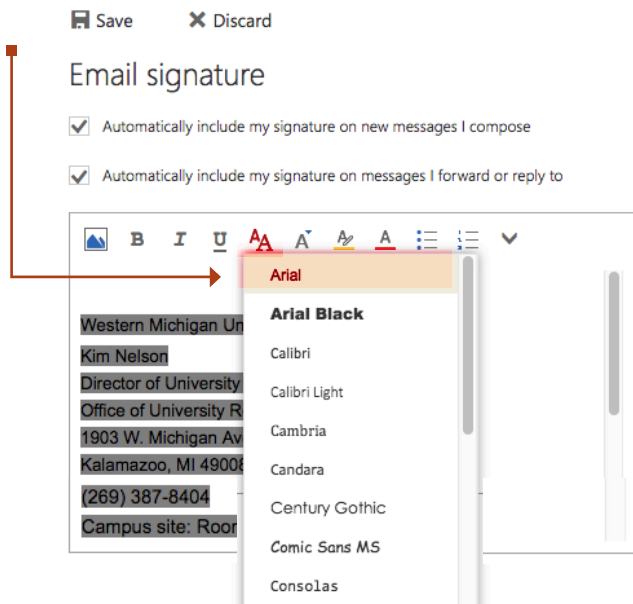 Save Discard
Email signature
Automatically include my signature on new messages I compose
Automatically include my signature on messages I forward or reply to
B I U AA A A
Arial
Arial Black
Calibri
Calibri Light
Cambria
Candara
Century Gothic
Comic Sans MS
Consolas
Western Michigan Un
Kim Nelson
Director of University
Office of University R
1903 W. Michigan Av
Kalamazoo, MI 49008
(269) 387-8404
Campus site: Roor